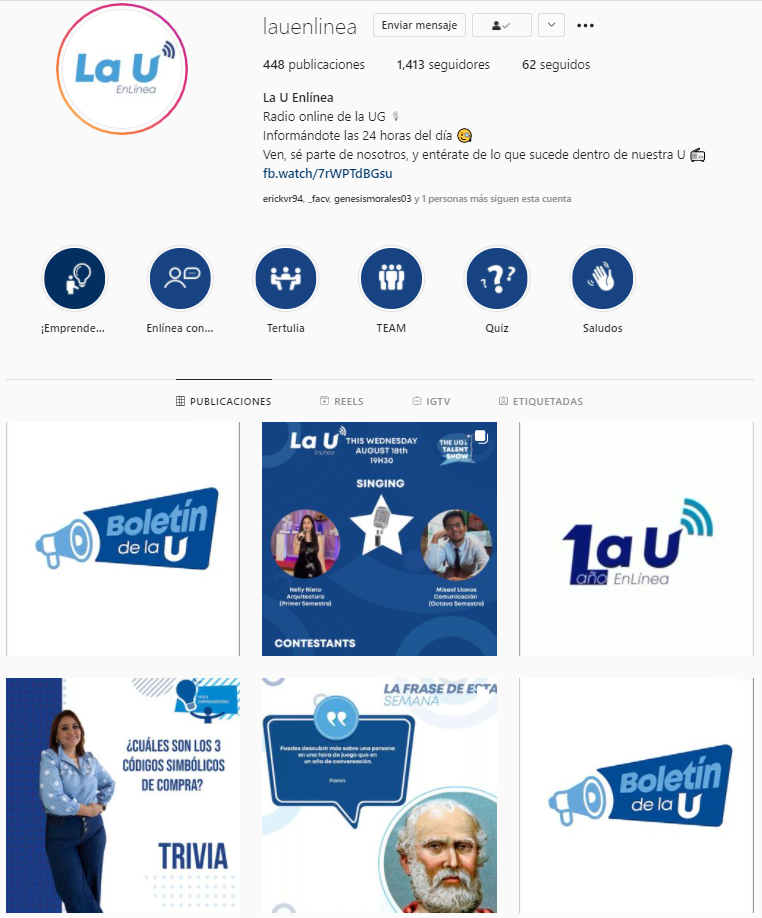 La U
EnLínea
lauenlinea
Enviar mensaje
448 publicaciones
1,413 seguidores
62 seguidos
La U Enlínea
Radio online de la UG
Informándote las 24 horas del día
Ven, sé parte de nosotros, y entérate de lo que sucede dentro de nuestra U
fb.watch/7rWPTdBGsu
erickvr94, _facv, genesismorales03 y 1 personas más siguen esta cuenta
¡Emprende...
Enlínea con...
Tertulia
TEAM
Quiz
Saludos
PUBLICACIONES
REELS
IGTV
ETIQUETADAS
Boletín
de la U
La U
EnLínea
THIS WEDNESDAY
AUGUST 18th
19H30
THE UG'
TALENT
SHOW
SINGING
Nelly Nieto
Arquitectura
(Primer Semestre)
Misael Llanos
Comunicación
(Octavo Semestre)
CONTESTANTS
1a U
año EnLínea
HOLA
EMPRENDEDORES
¿CUÁLES SON LOS 3
CÓDIGOS SIMBÓLICOS
DE COMPRA?
TRIVIA
LA FRASE DE ESTA
SEMANA
Puedes descubrir más sobre una persona
en una hora de juego que en
un año de conversación.
Platón
Boletín
de la U